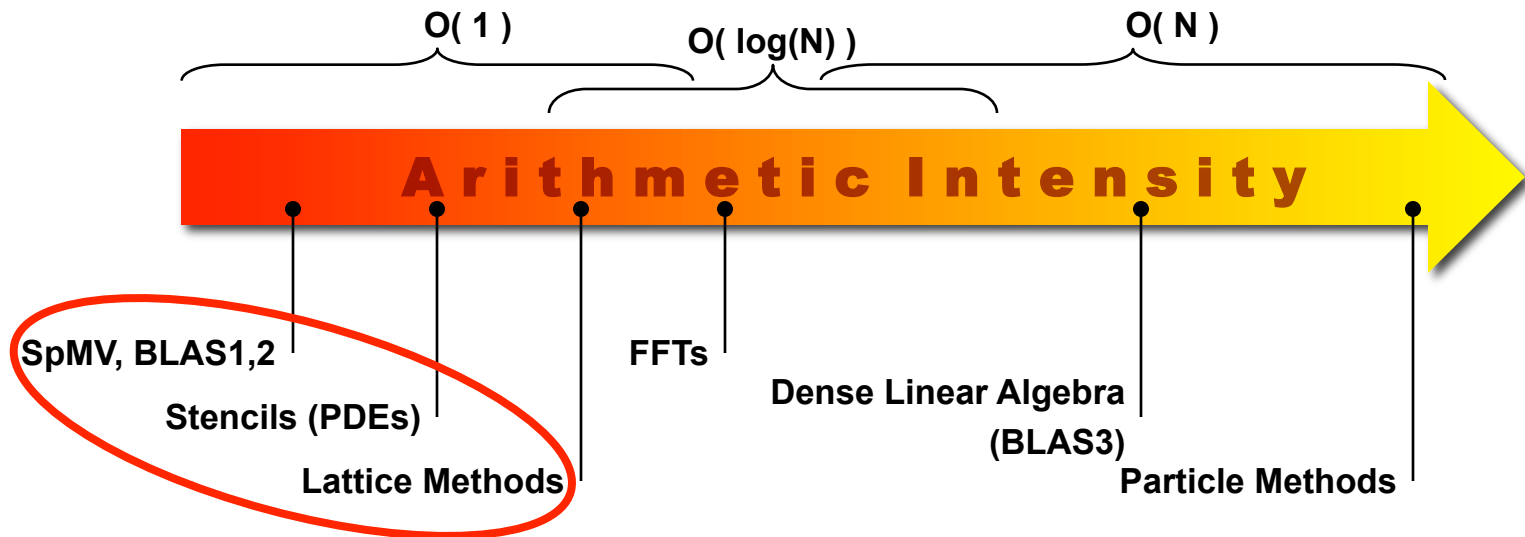 O( 1 )
O( log(N) )
O( N )
Arithmetic Intensity
SpMV, BLAS1,2
FFTs
Stencils (PDEs)
Dense Linear Algebra
(BLAS3)
Lattice Methods
Particle Methods